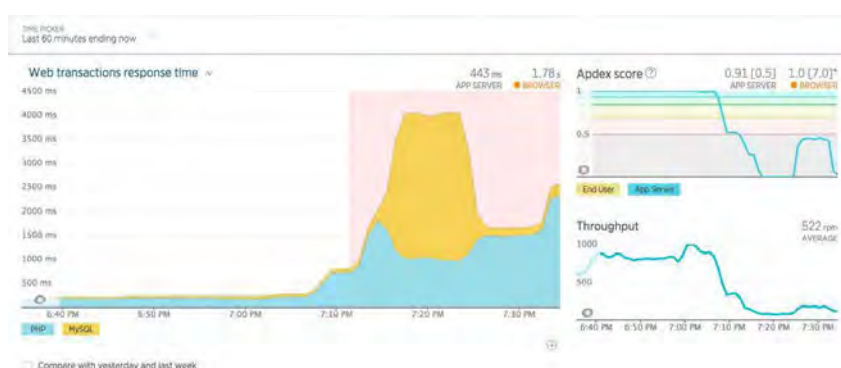 TIME PICKER
Last 60 minutes ending now
Web transactions response time
443 ms
APP SERVER
1.78 s
BROWSER
4500 ms
4000 ms
3500 ms
3000 ms
2500 ms
2000 ms
1500 ms
1000 ms
500 ms
6:40 PM 6:50 PM 7:00 PM 7:10 PM 7:20 PM 7:30 PM
PHP MySQL
Compare with yesterday and last week
Apdex score ?
0.91 [0.5]
APP SERVER
1.0 [7.0]*
BROWSER
1
0.5
End User App Server
Throughput
522 rpm
AVERAGE
1000
500
6:40 PM 6:50 PM 7:00 PM 7:10 PM 7:20 PM 7:30 PM